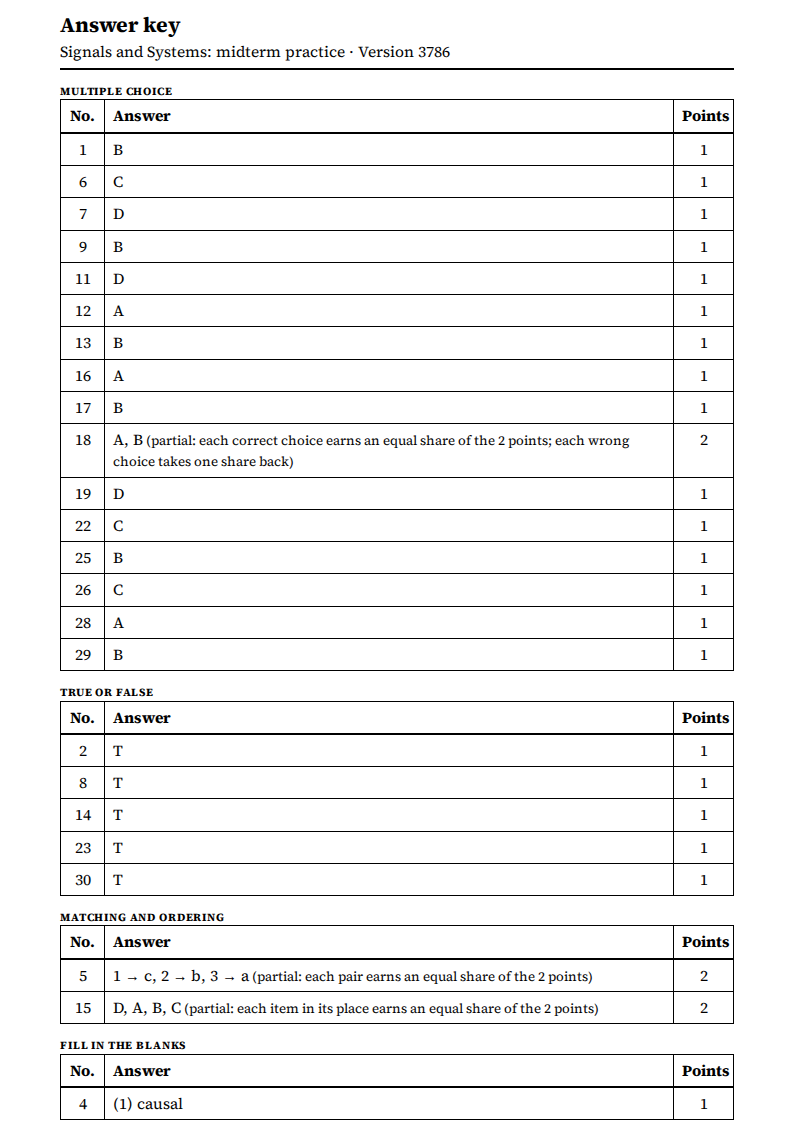 Answer key
Signals and Systems: midterm practice · Version 3786
MULTIPLE CHOICE
No. Answer Points
1 B 1
6 C 1
7 D 1
9 B 1
11 D 1
12 A 1
13 B 1
16 A 1
17 B 1
18 A, B (partial: each correct choice earns an equal share of the 2 points; each wrong 2
choice takes one share back)
19 D 1
22 C 1
25 B 1
26 C 1
28 A 1
29 B 1
TRUE OR FALSE
No. Answer Points
2 T 1
8 T 1
14 T 1
23 T 1
30 T 1
MATCHING AND ORDERING
No. Answer Points
5 1 → c, 2 → b, 3 → a (partial: each pair earns an equal share of the 2 points) 2
15 D, A, B, C (partial: each item in its place earns an equal share of the 2 points) 2
FILL IN THE BLANKS
No. Answer Points
4 (1) causal 1